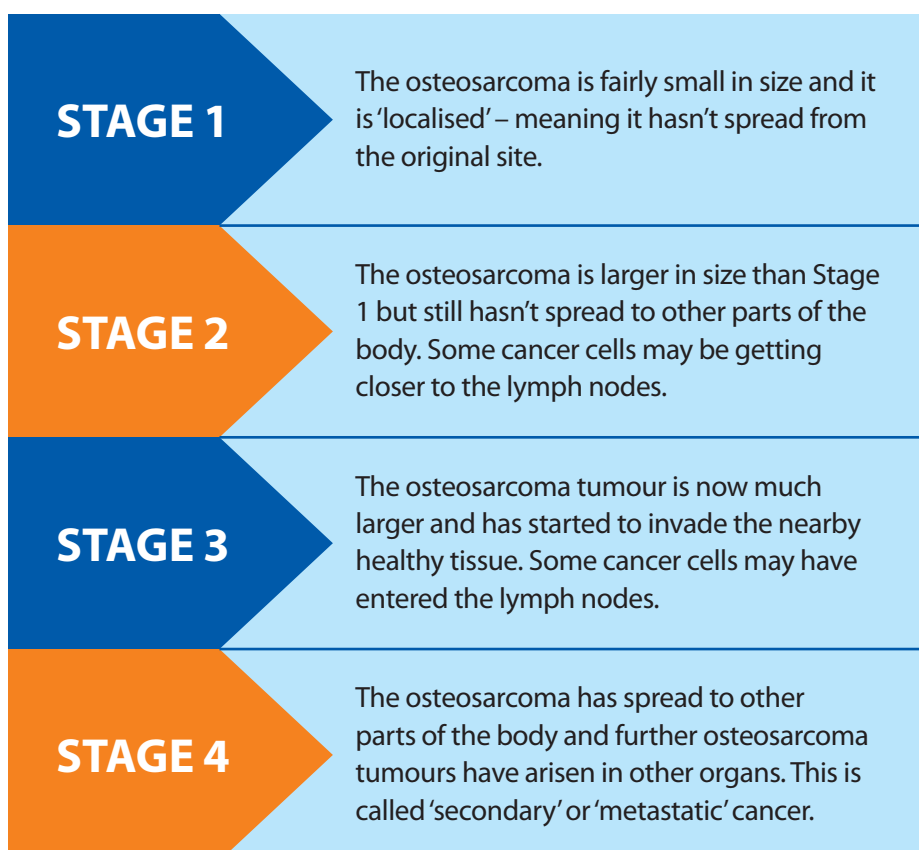 STAGE 1
The osteosarcoma is fairly small in size and it
is ‘localised’ – meaning it hasn’t spread from
the original site.
STAGE 2
The osteosarcoma is larger in size than Stage
1 but still hasn’t spread to other parts of the
body. Some cancer cells may be getting
closer to the lymph nodes.
STAGE 3
The osteosarcoma tumour is now much
larger and has started to invade the nearby
healthy tissue. Some cancer cells may have
entered the lymph nodes.
STAGE 4
The osteosarcoma has spread to other
parts of the body and further osteosarcoma
tumours have arisen in other organs. This is
called ‘secondary’ or ‘metastatic’ cancer.